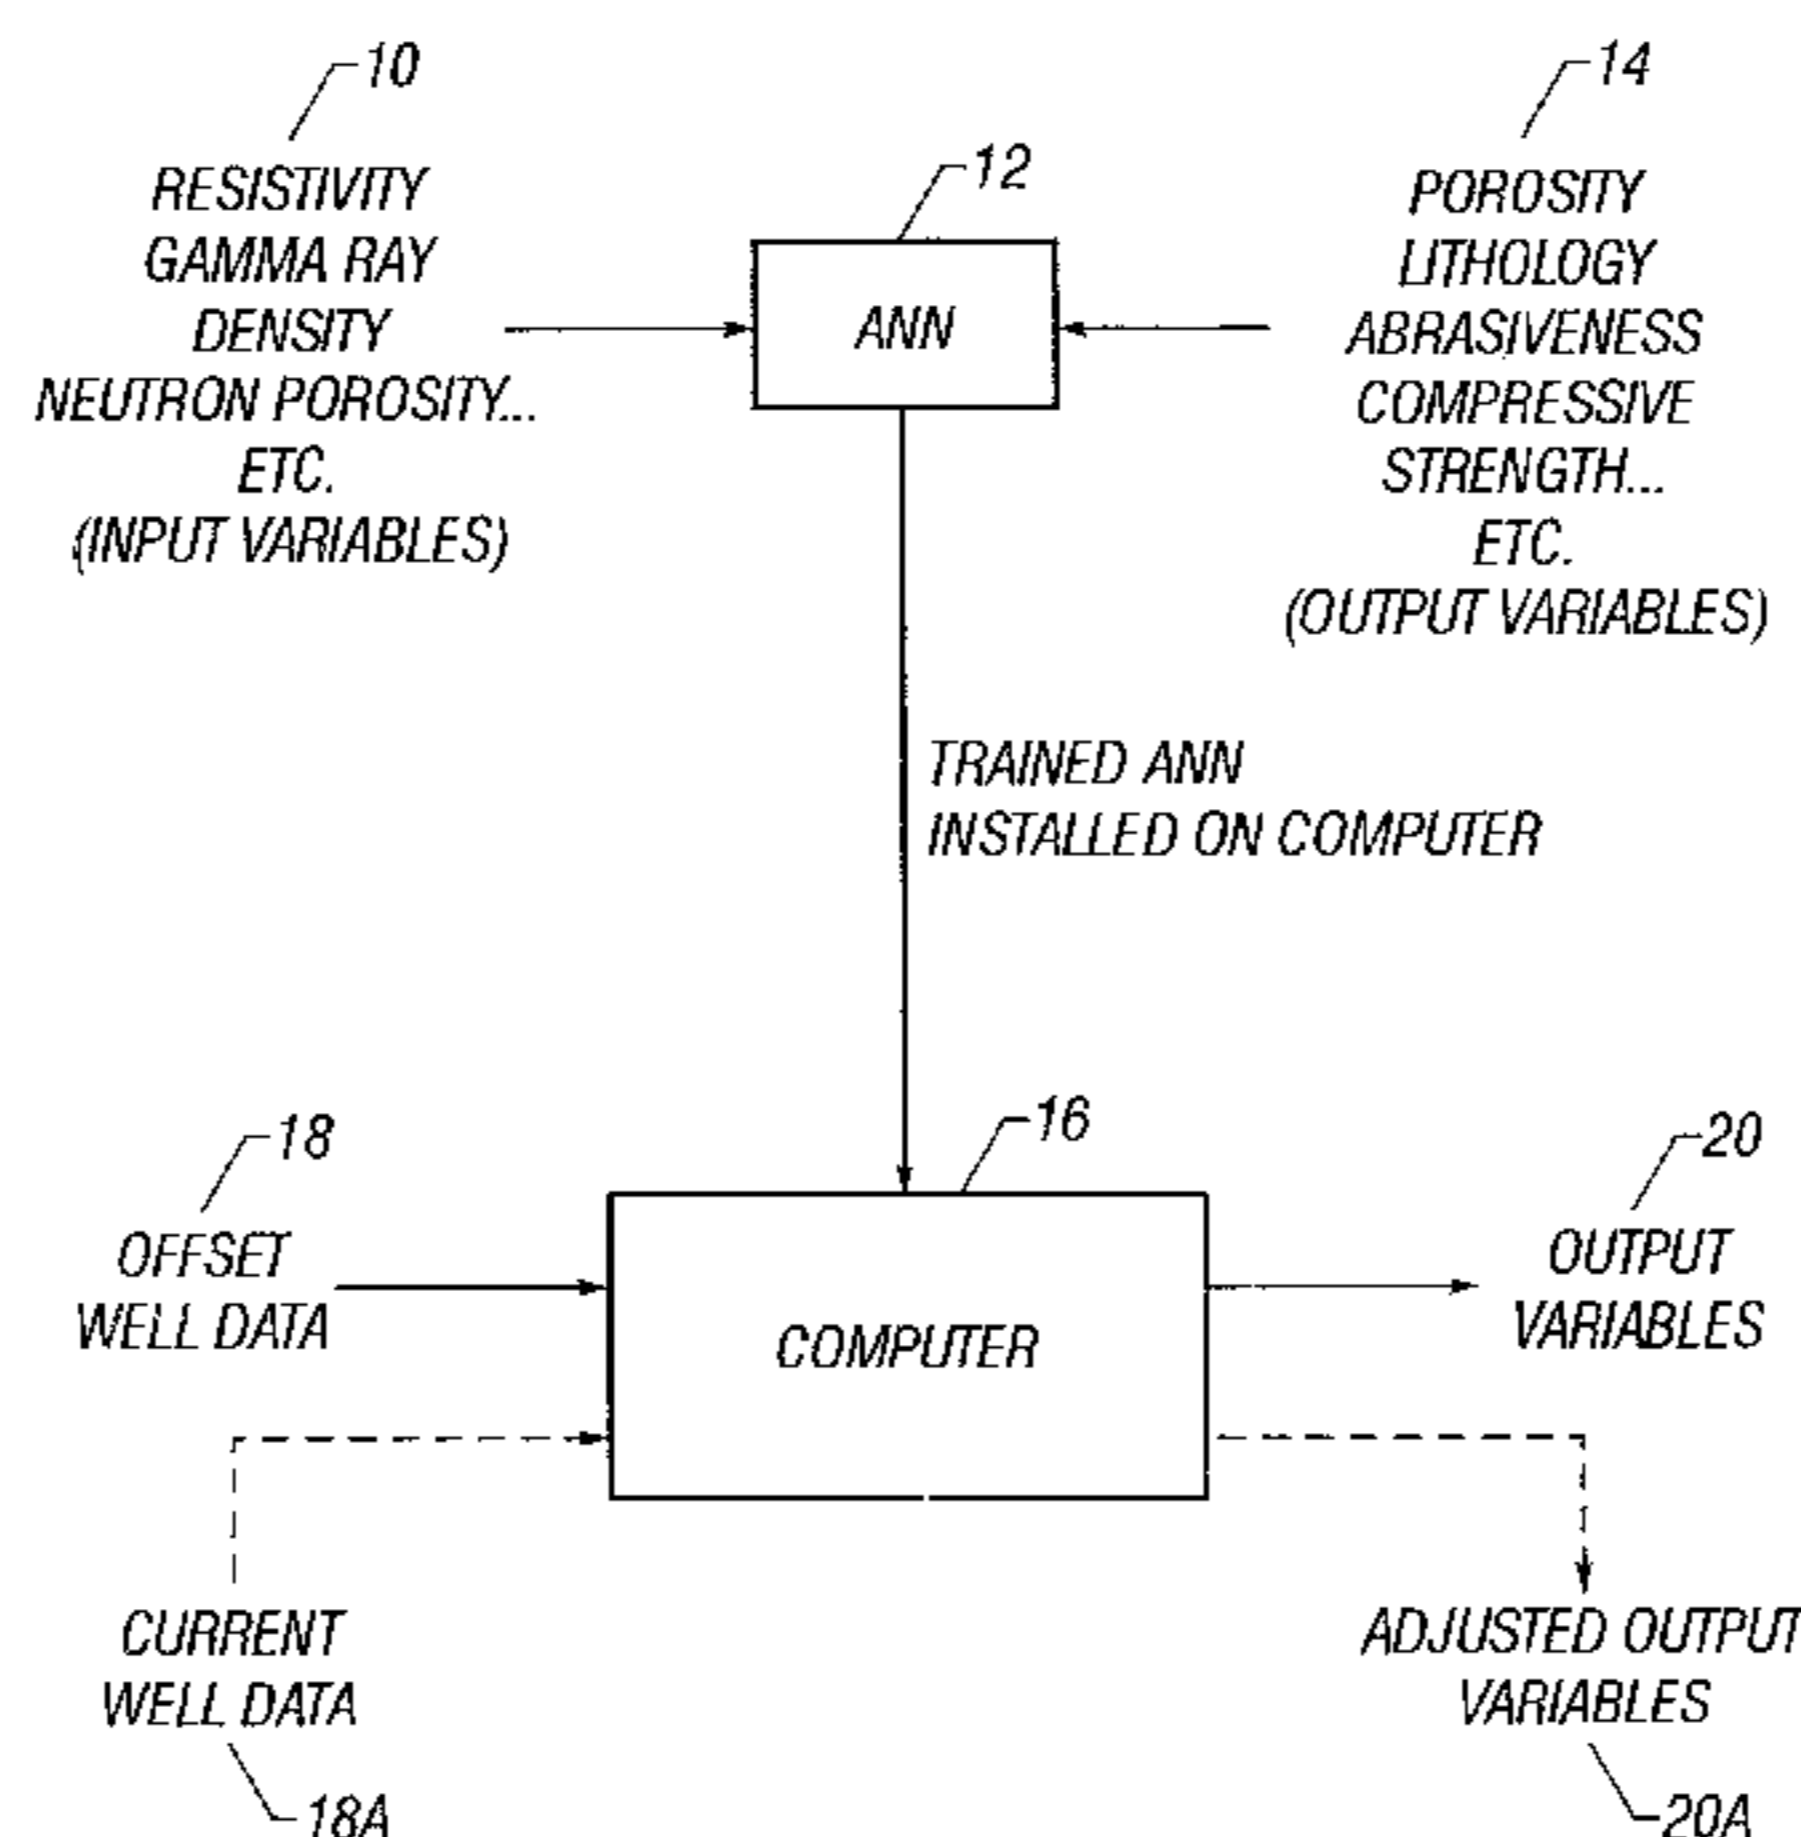 10
RESISTIVITY
GAMMA RAY
DENSITY
NEUTRON POROSITY...
ETC.
(INPUT VARIABLES)
12
ANN
14
POROSITY
LITHOLOGY
ABRASIVENESS
COMPRESSIVE
STRENGTH...
ETC.
(OUTPUT VARIABLES)
TRAINED ANN
INSTALLED ON COMPUTER
18
OFFSET
WELL DATA
16
COMPUTER
20
OUTPUT
VARIABLES
CURRENT
WELL DATA
18A
ADJUSTED OUTPUT
VARIABLES
20A